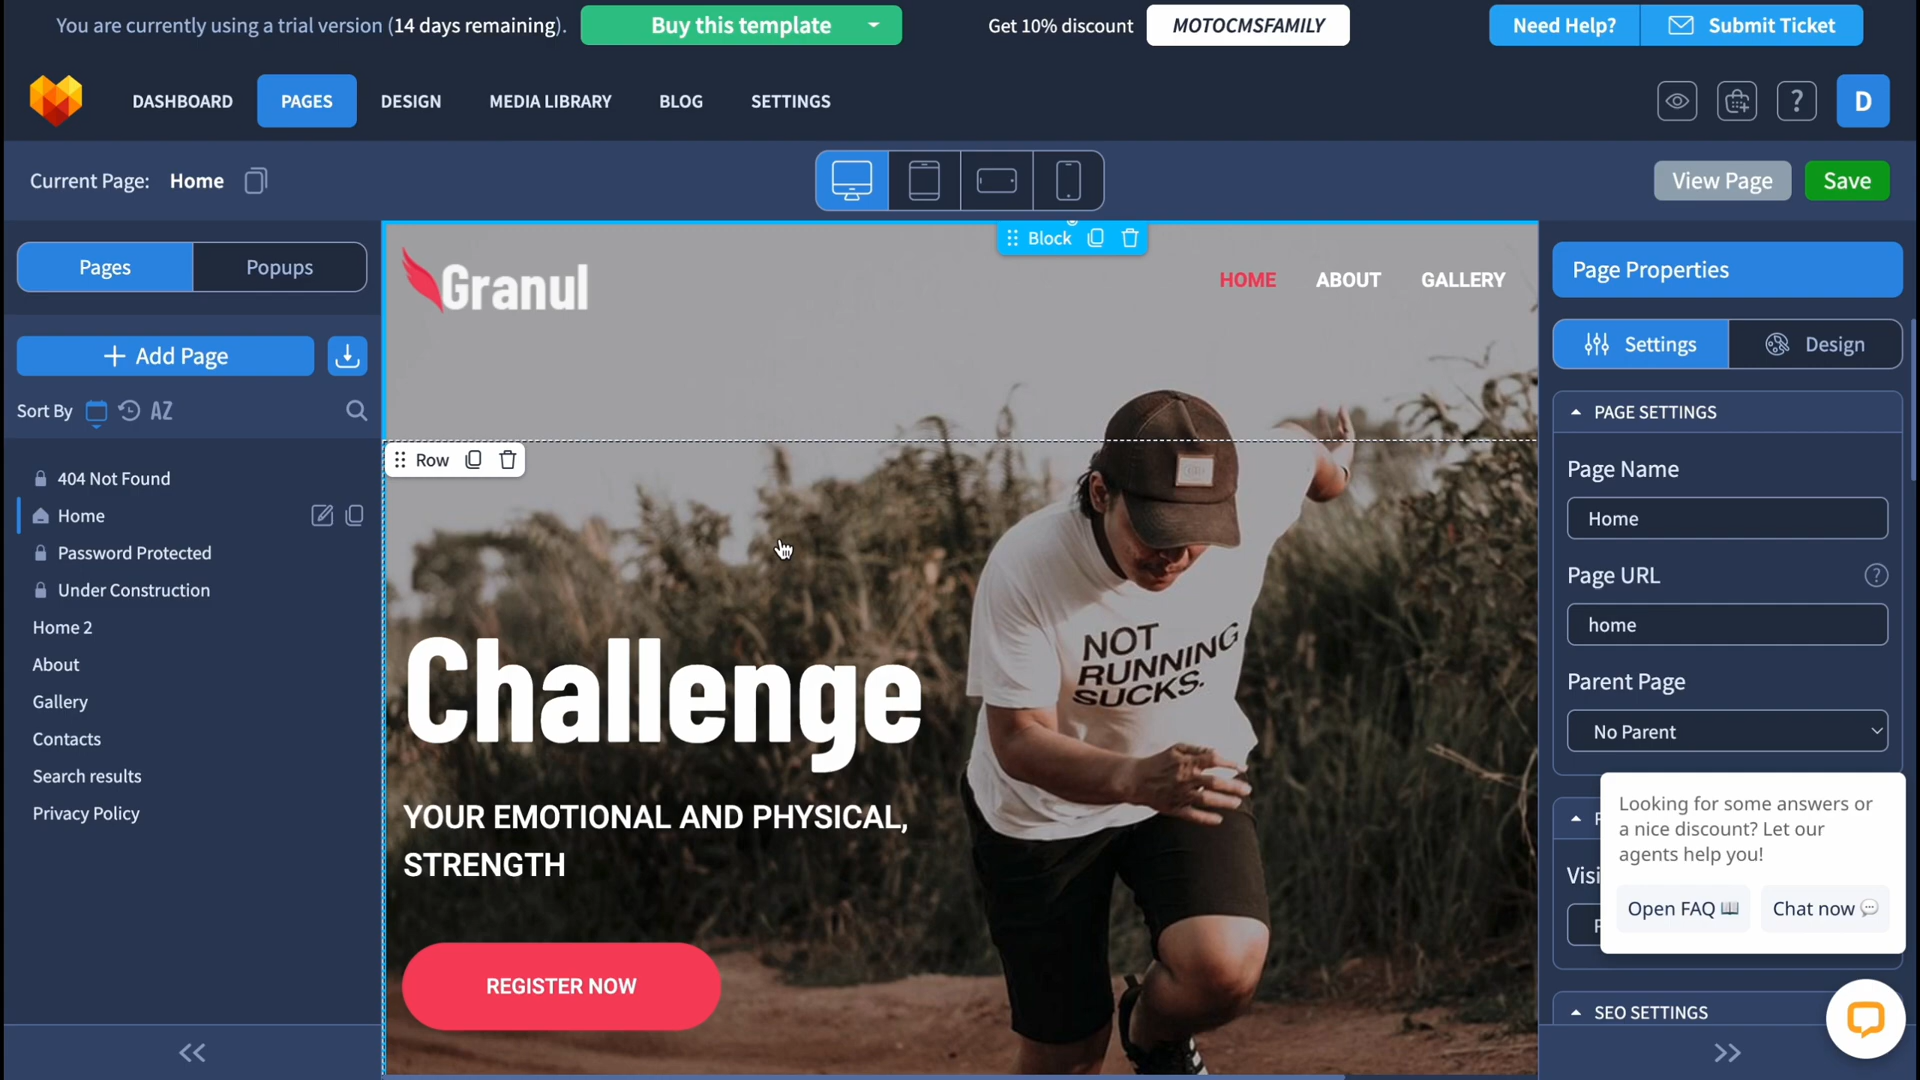 You are currently using a trial version (14 days remaining).
Buy this template
Get 10% discount
MOTOCMSFAMILY
Need Help?
Submit Ticket
DASHBOARD
PAGES
DESIGN
MEDIA LIBRARY
BLOG
SETTINGS
?
D
Current Page: Home
View Page
Save
Pages
Popups
+ Add Page
Sort By
AZ
404 Not Found
Home
Password Protected
Under Construction
Home 2
About
Gallery
Contacts
Search results
Privacy Policy
Block
Granul
HOME
ABOUT
GALLERY
Row
NOT
RUNNING
SUCKS.
Challenge
YOUR EMOTIONAL AND PHYSICAL,
STRENGTH
REGISTER NOW
Page Properties
Settings
Design
PAGE SETTINGS
Page Name
Home
Page URL
?
home
Parent Page
No Parent
Visi
Looking for some answers or
a nice discount? Let our
agents help you!
Open FAQ
Chat now
SEO SETTINGS